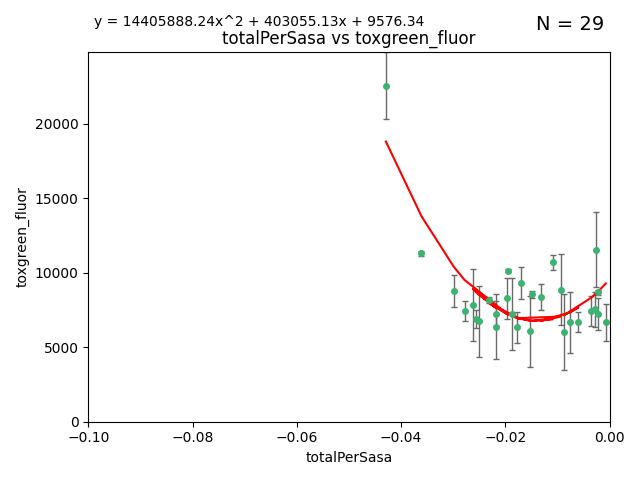 y = 14405888.24x^2 + 403055.13x + 9576.34
N = 29
totalPerSasa vs toxgreen_fluor
toxgreen_fluor
20000
15000
10000
5000
0
−0.10
−0.08
−0.06
−0.04
−0.02
0.00
totalPerSasa